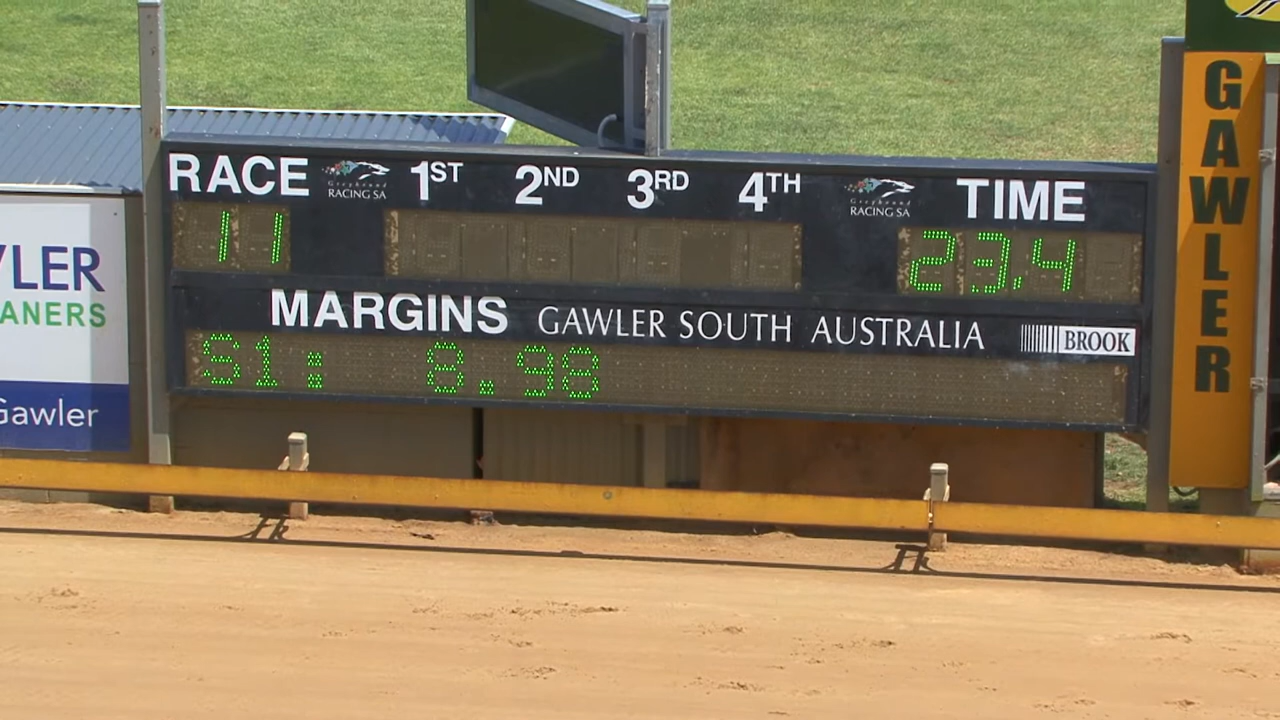 RACE Greyhound RACING SA 1ST 2ND 3RD 4TH Greyhound RACING SA TIME
11 23.4
MARGINS GAWLER SOUTH AUSTRALIA BROOK
S1: 8.98
GAWLER
LER
ANERS
Gawler